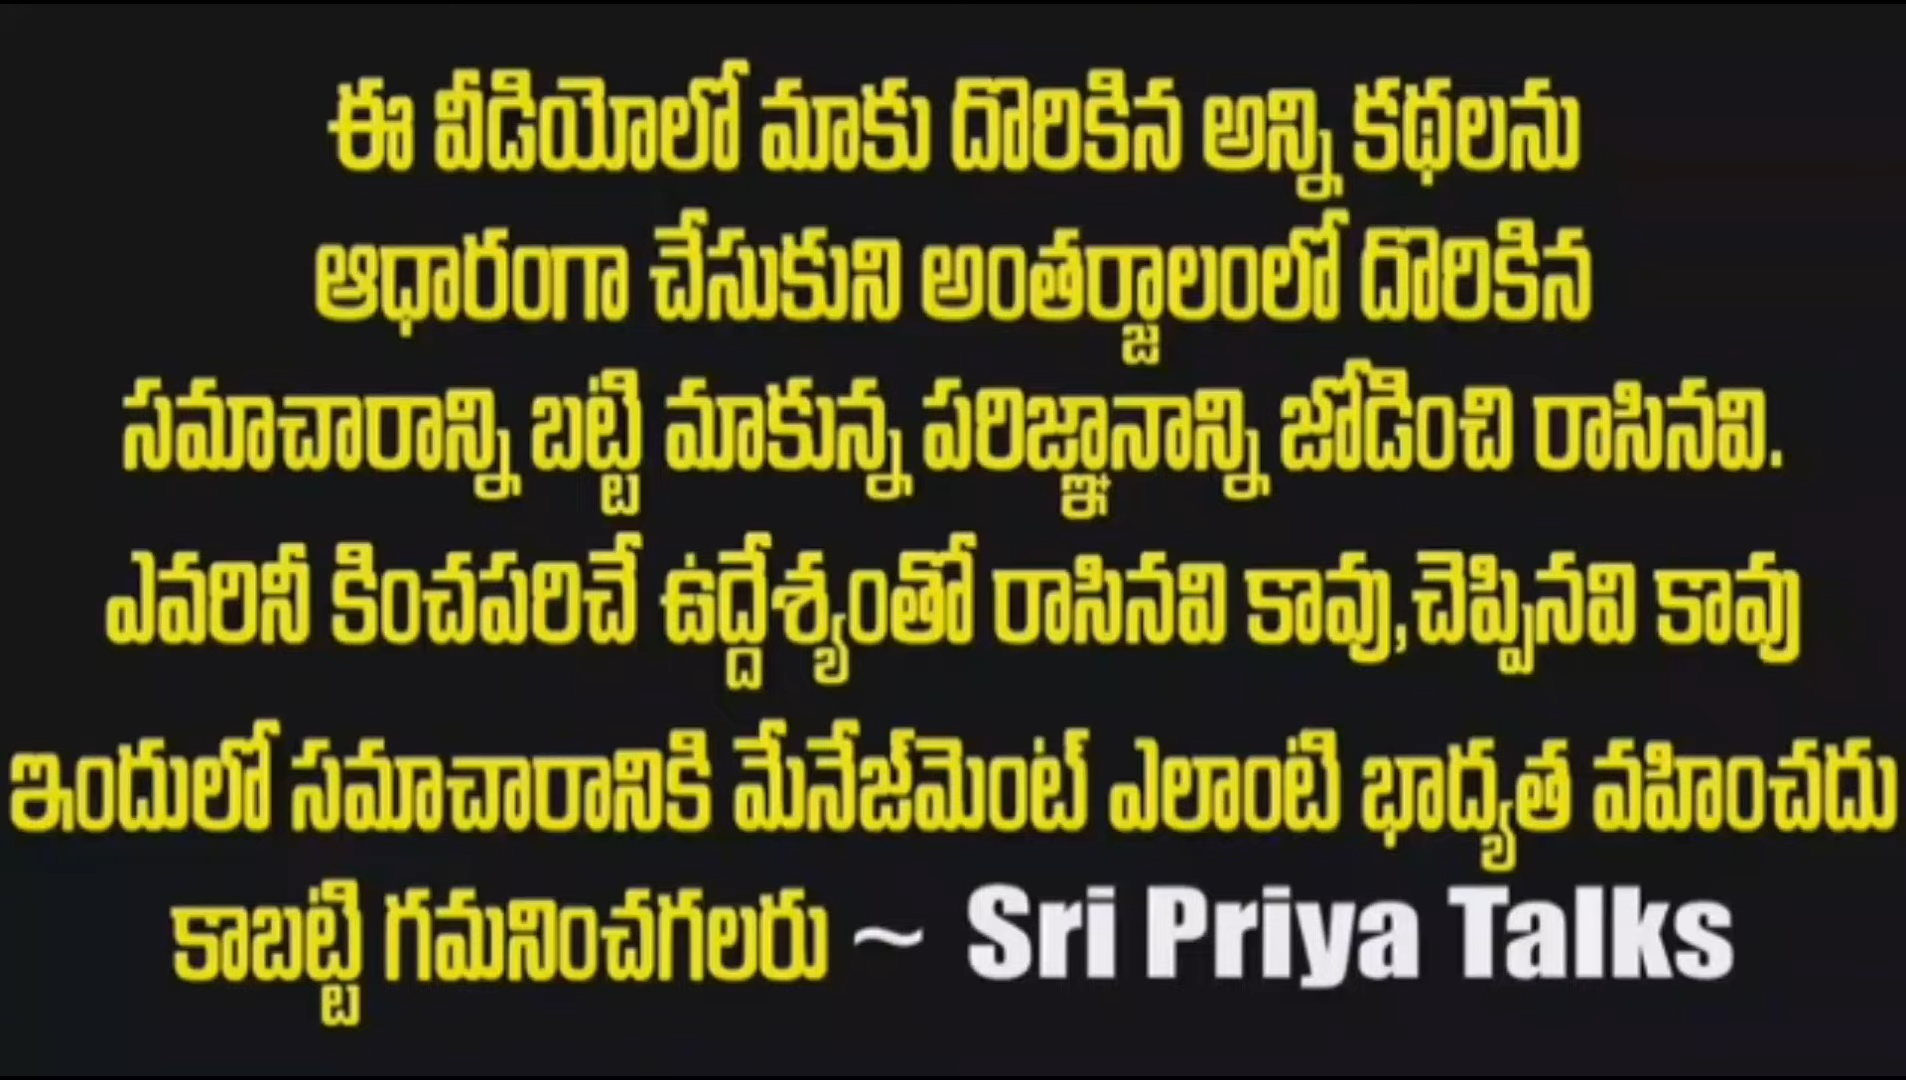 ఈ వీడియోలో మాకు దొరికిన అన్ని కథలను
ఆధారంగా చేసుకుని అంతర్జాలంలో దొరికిన
సమాచారాన్ని బట్టి మాకున్న పరిజ్ఞానాన్ని జోడించి రాసినవి.
ఎవరినీ కించపరిచే ఉద్దేశ్యంతో రాసినవి కావు,చెప్పినవి కావు
ఇందులో సమాచారానికి మేనేజ్‌మెంట్ ఎలాంటి భాద్యత వహించదు
కాబట్టి గమనించగలరు ~ Sri Priya Talks